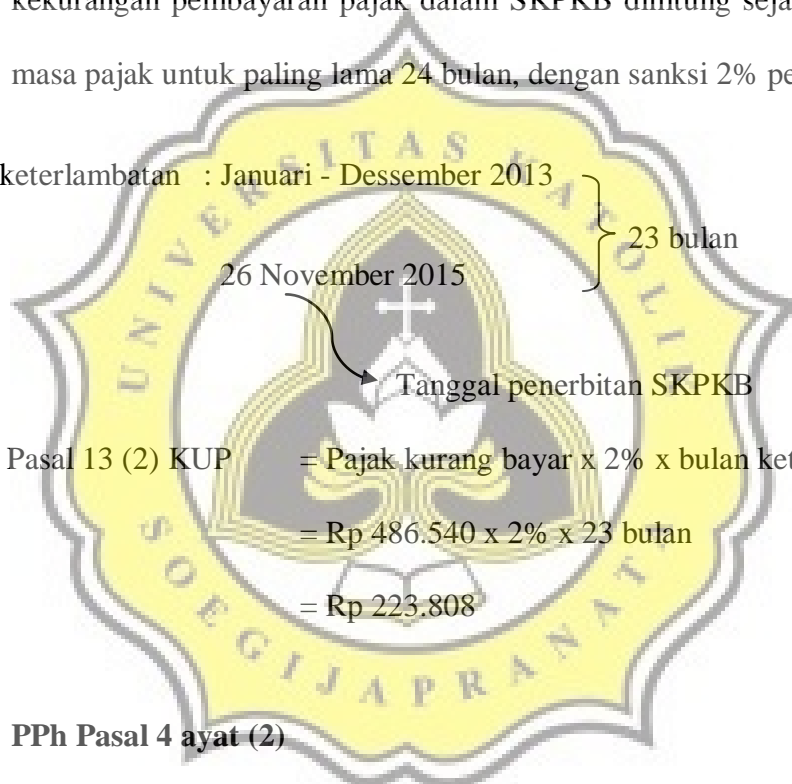 kekurangan pembayaran pajak dalam SKPKB dihitung seja
masa pajak untuk paling lama 24 bulan, dengan sanksi 2% pe
keterlambatan : Januari - Dessember 2013
23 bulan
26 November 2015
Tanggal penerbitan SKPKB
Pasal 13 (2) KUP = Pajak kurang bayar x 2% x bulan ket
= Rp 486.540 x 2% x 23 bulan
= Rp 223.808
PPh Pasal 4 ayat (2)
UNIVERSITAS KATOLIK
SOEGIJAPRANATA